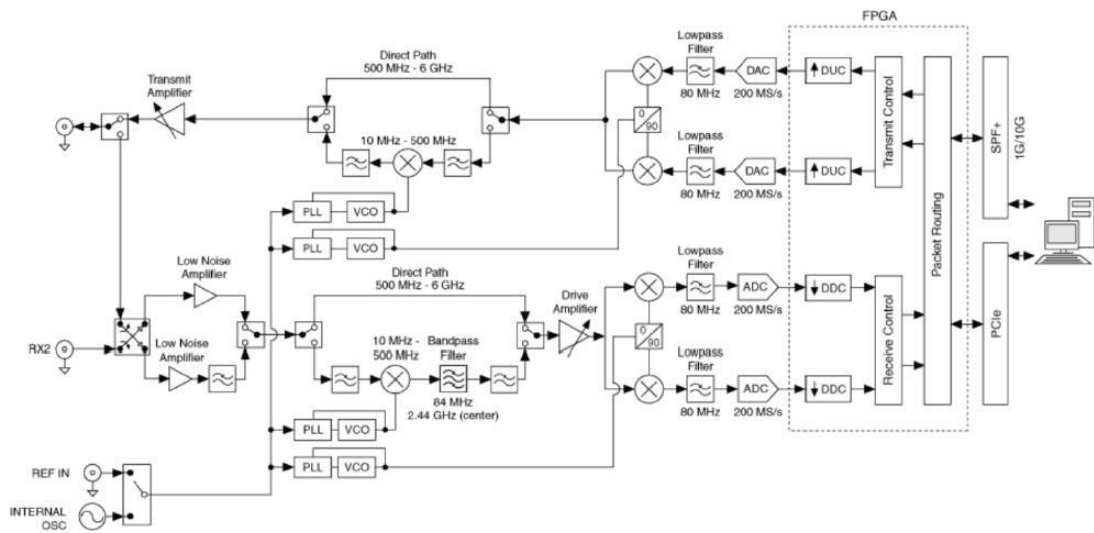 FPGA
Lowpass
Filter
80 MHz
DAC
200 MS/s
DUC
Transmit Control
Packet Routing
SPF+
1G/10G
Direct Path
500 MHz - 6 GHz
Transmit
Amplifier
10 MHz - 500 MHz
0
90
Lowpass
Filter
80 MHz
DAC
200 MS/s
DUC
PLL
VCO
PLL
VCO
Low Noise
Amplifier
Direct Path
500 MHz - 6 GHz
Drive
Amplifier
Lowpass
Filter
80 MHz
ADC
200 MS/s
DDC
Receive Control
PCIe
RX2
Low Noise
Amplifier
10 MHz -
500 MHz
Bandpass
Filter
84 MHz
2.44 GHz (center)
0
90
Lowpass
Filter
80 MHz
ADC
200 MS/s
DDC
PLL
VCO
PLL
VCO
REF IN
INTERNAL
OSC